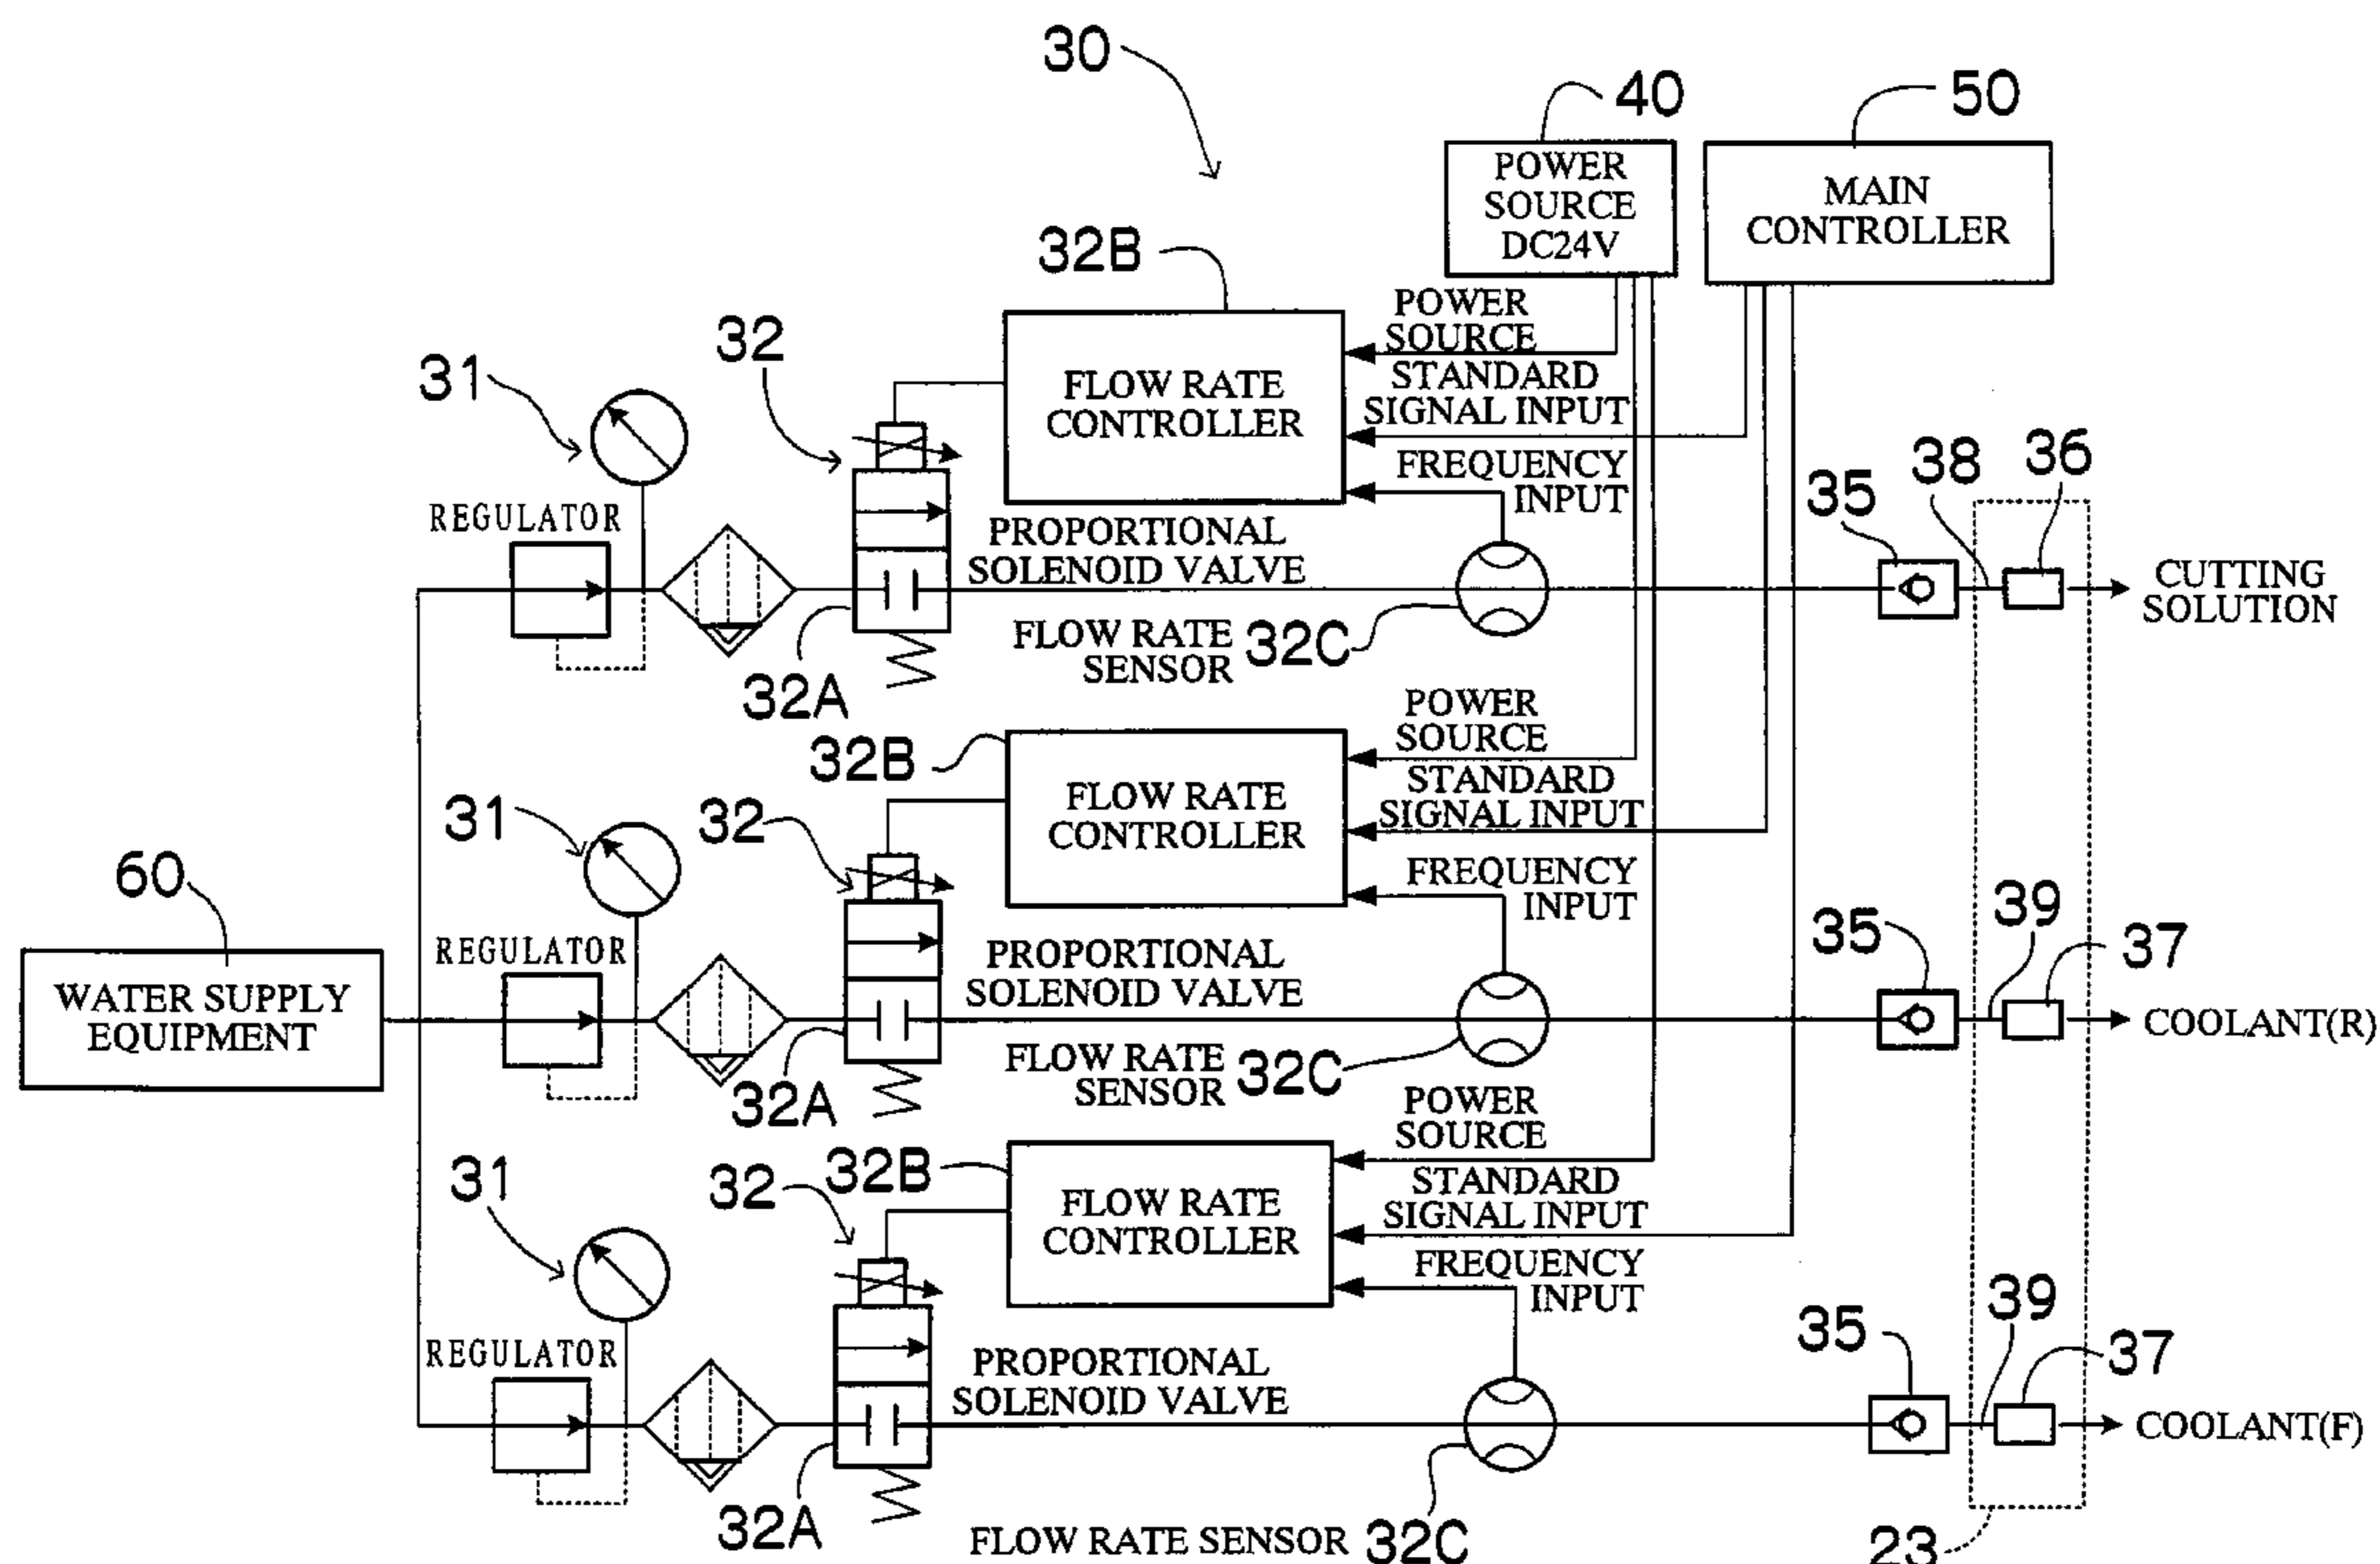 30
40
50
POWER
SOURCE
DC24V
MAIN
CONTROLLER
32B
POWER
SOURCE
STANDARD
SIGNAL INPUT
FREQUENCY
INPUT
FLOW RATE
CONTROLLER
32
31
REGULATOR
PROPORTIONAL
SOLENOID VALVE
35
38
36
CUTTING
SOLUTION
FLOW RATE
SENSOR
32C
32A
32B
POWER
SOURCE
STANDARD
SIGNAL INPUT
FREQUENCY
INPUT
FLOW RATE
CONTROLLER
32
31
60
WATER SUPPLY
EQUIPMENT
REGULATOR
PROPORTIONAL
SOLENOID VALVE
35
39
37
COOLANT(R)
FLOW RATE
SENSOR
32C
32A
32B
POWER
SOURCE
STANDARD
SIGNAL INPUT
FREQUENCY
INPUT
FLOW RATE
CONTROLLER
32
31
REGULATOR
PROPORTIONAL
SOLENOID VALVE
35
39
37
COOLANT(F)
32A
FLOW RATE SENSOR 32C
23